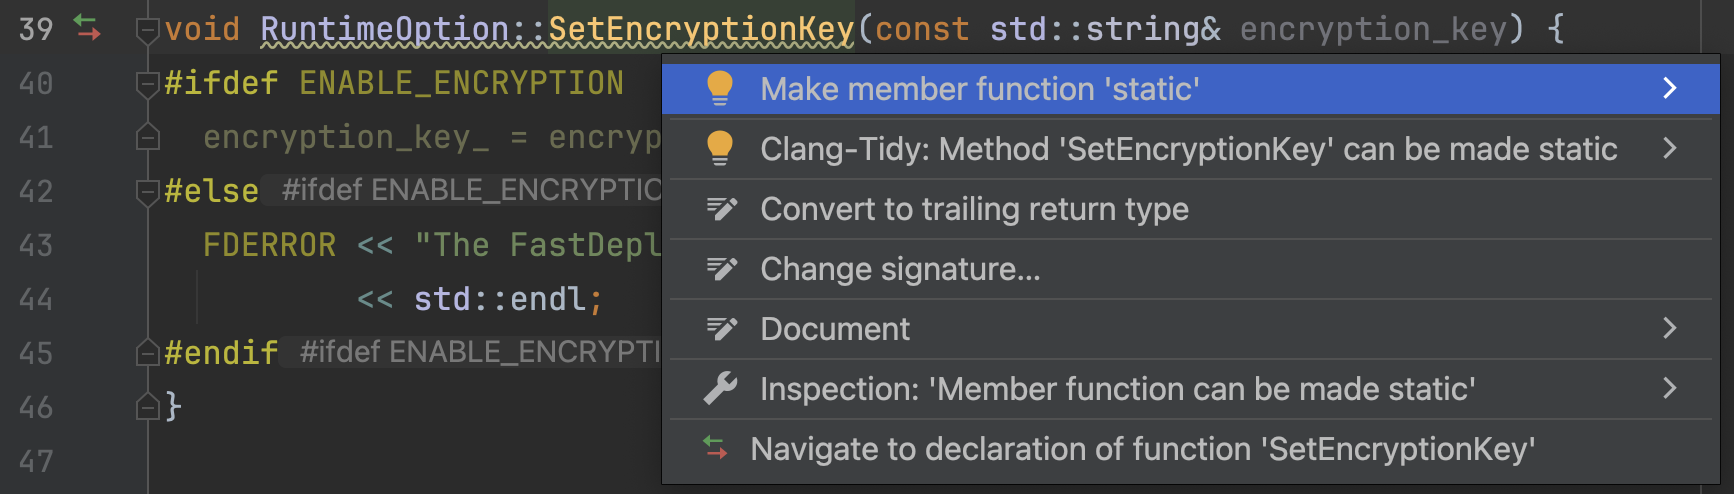 39 void RuntimeOption::SetEncryptionKey(const std::string& encryption_key) {
40 #ifdef ENABLE_ENCRYPTION
Make member function 'static'
41 encryption_key_ = encryp
Clang-Tidy: Method 'SetEncryptionKey' can be made static
42 #else #ifdef ENABLE_ENCRYPTIC
Convert to trailing return type
43 FDERROR << "The FastDepl
Change signature...
44 << std::endl;
Document
45 #endif #ifdef ENABLE_ENCRYPTI
Inspection: 'Member function can be made static'
46 }
Navigate to declaration of function 'SetEncryptionKey'
47